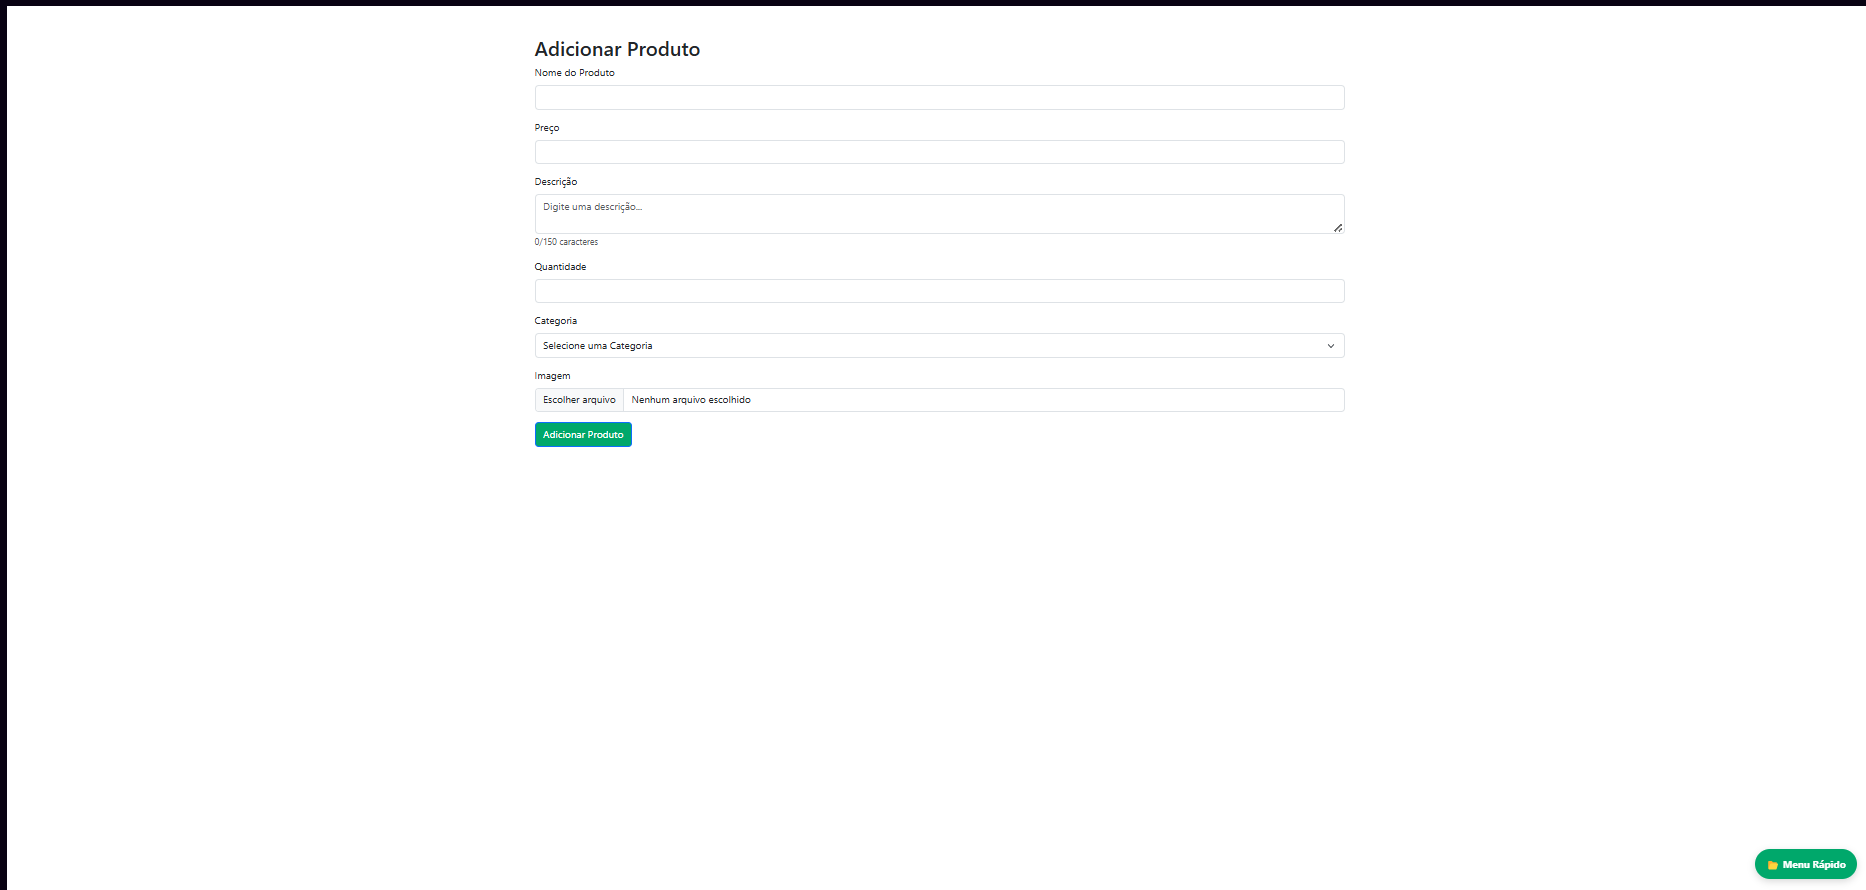 Adicionar Produto
Nome do Produto
Preço
Descrição
Digite uma descrição...
0/150 caracteres
Quantidade
Categoria
Selecione uma Categoria
Imagem
Escolher arquivo Nenhum arquivo escolhido
Adicionar Produto
Menu Rápido